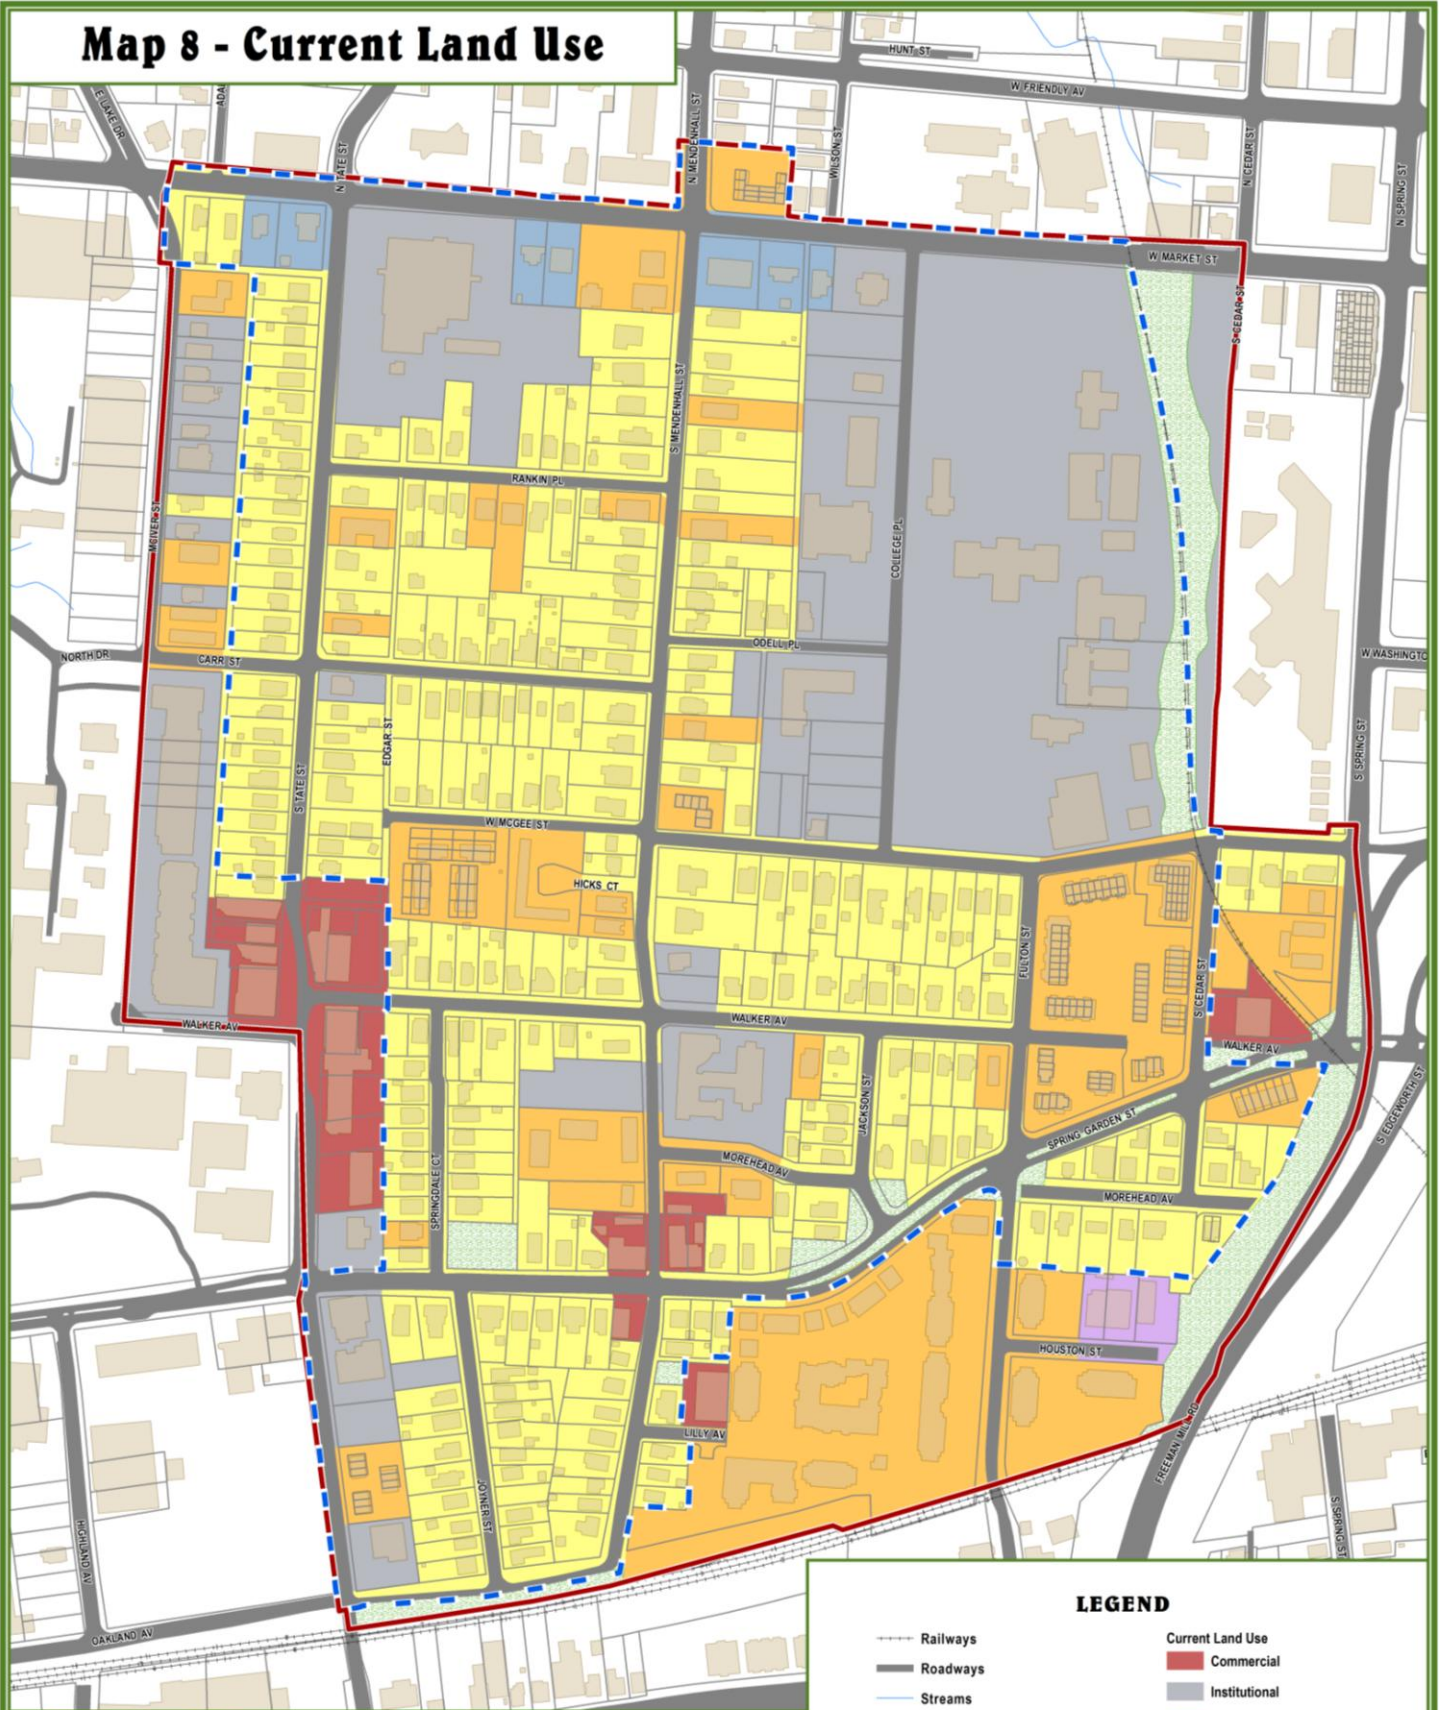 Map 8 - Current Land Use
HUNT ST
W FRIENDLY AV
E LAKE DR
N TATE ST
N MENDENHALL ST
WILSON ST
N CEDAR ST
N SPRING ST
W MARKET ST
S CEDAR ST
S MENDENHALL ST
RANKIN PL
MCIVER ST
COLLEGE PL
ODELL PL
NORTH DR
CARR ST
W WASHINGTO
EDGAR ST
S TATE ST
S SPRING ST
W MCGEE ST
HICKS CT
FULTON ST
S CEDAR ST
WALKER AV
WALKER AV
WALKER AV
JACKSON ST
SPRING GARDEN ST
S EDGEWORTH ST
MOREHEAD AV
SPRINGDALE CT
MOREHEAD AV
HOUSTON ST
LILLY AV
FREEMAN MILL RD
JOYNER ST
HIGHLAND AV
S SPRING ST
OAKLAND AV
LEGEND
Railways
Roadways
Streams
Current Land Use
Commercial
Institutional